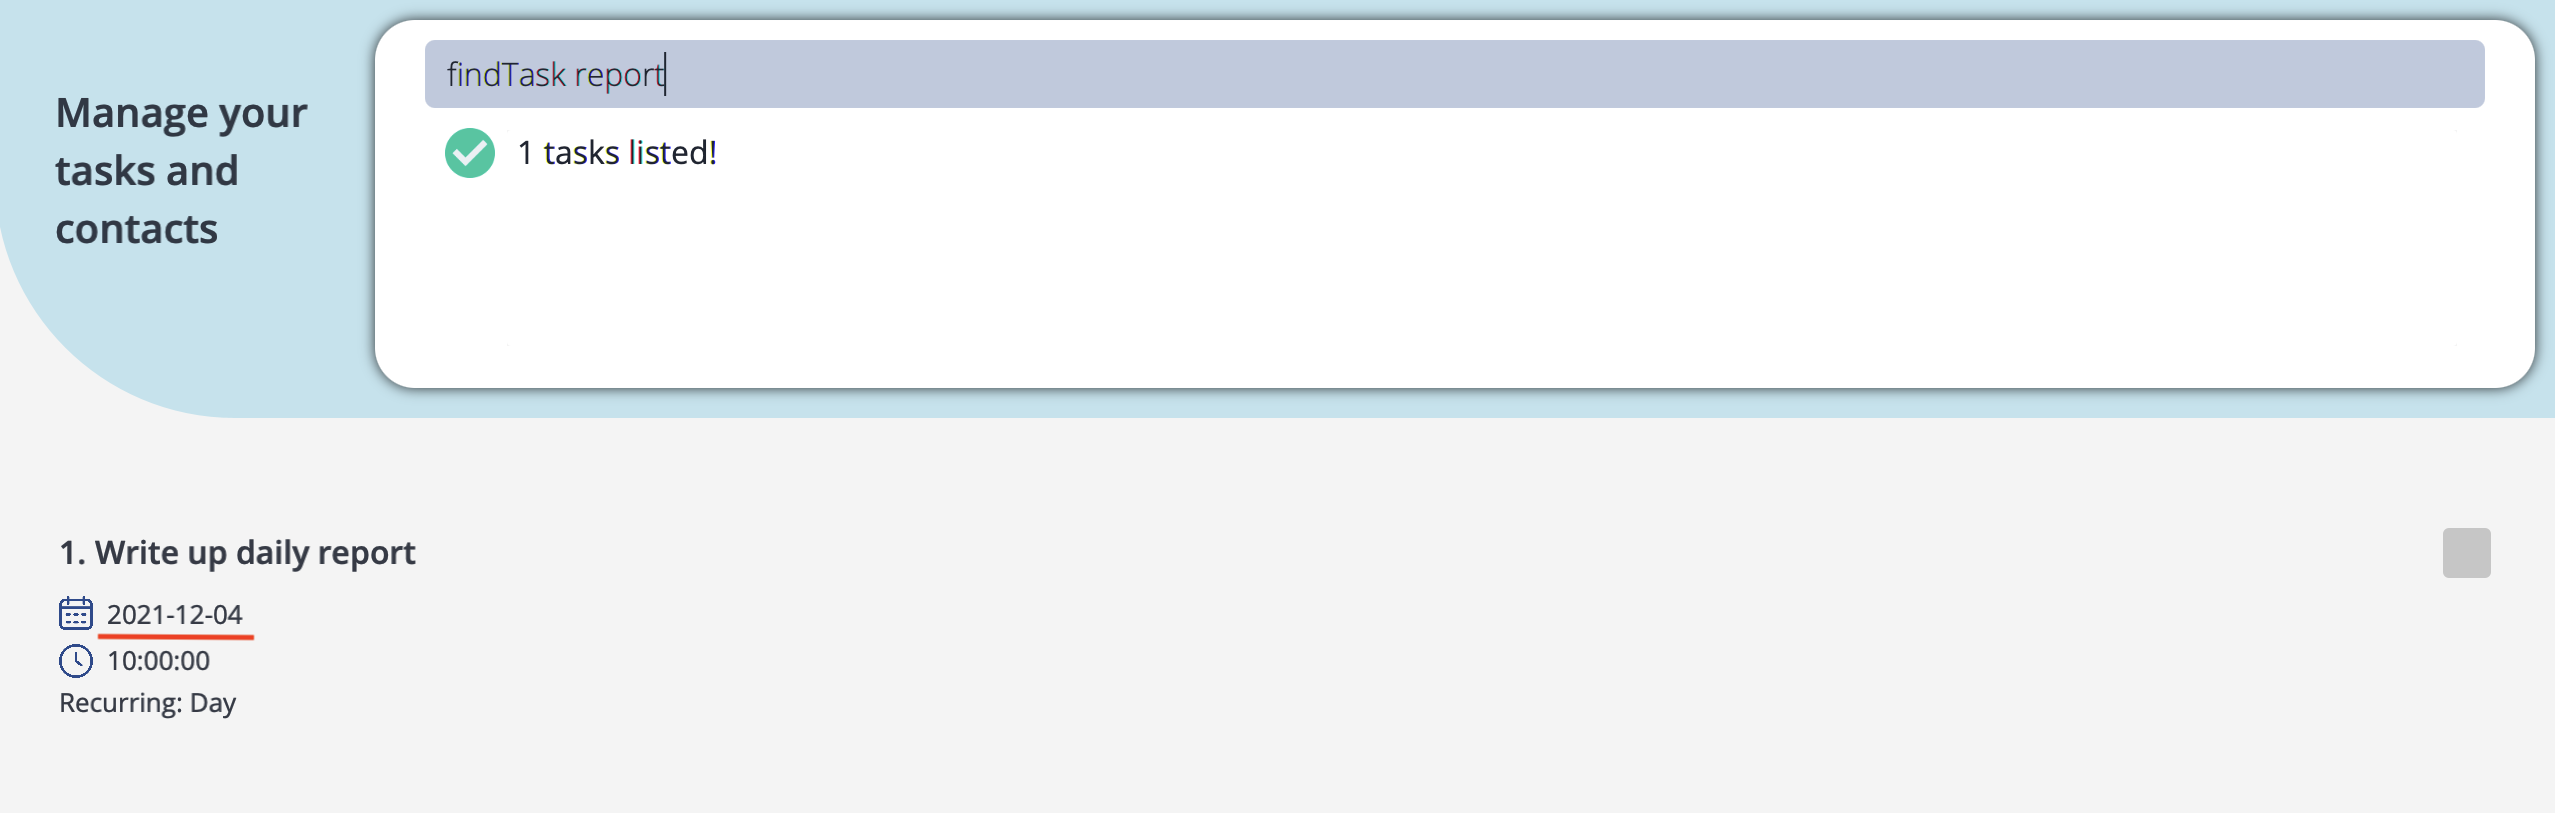 Manage your
tasks and
contacts
findTask report
1 tasks listed!
1. Write up daily report
2021-12-04
10:00:00
Recurring: Day